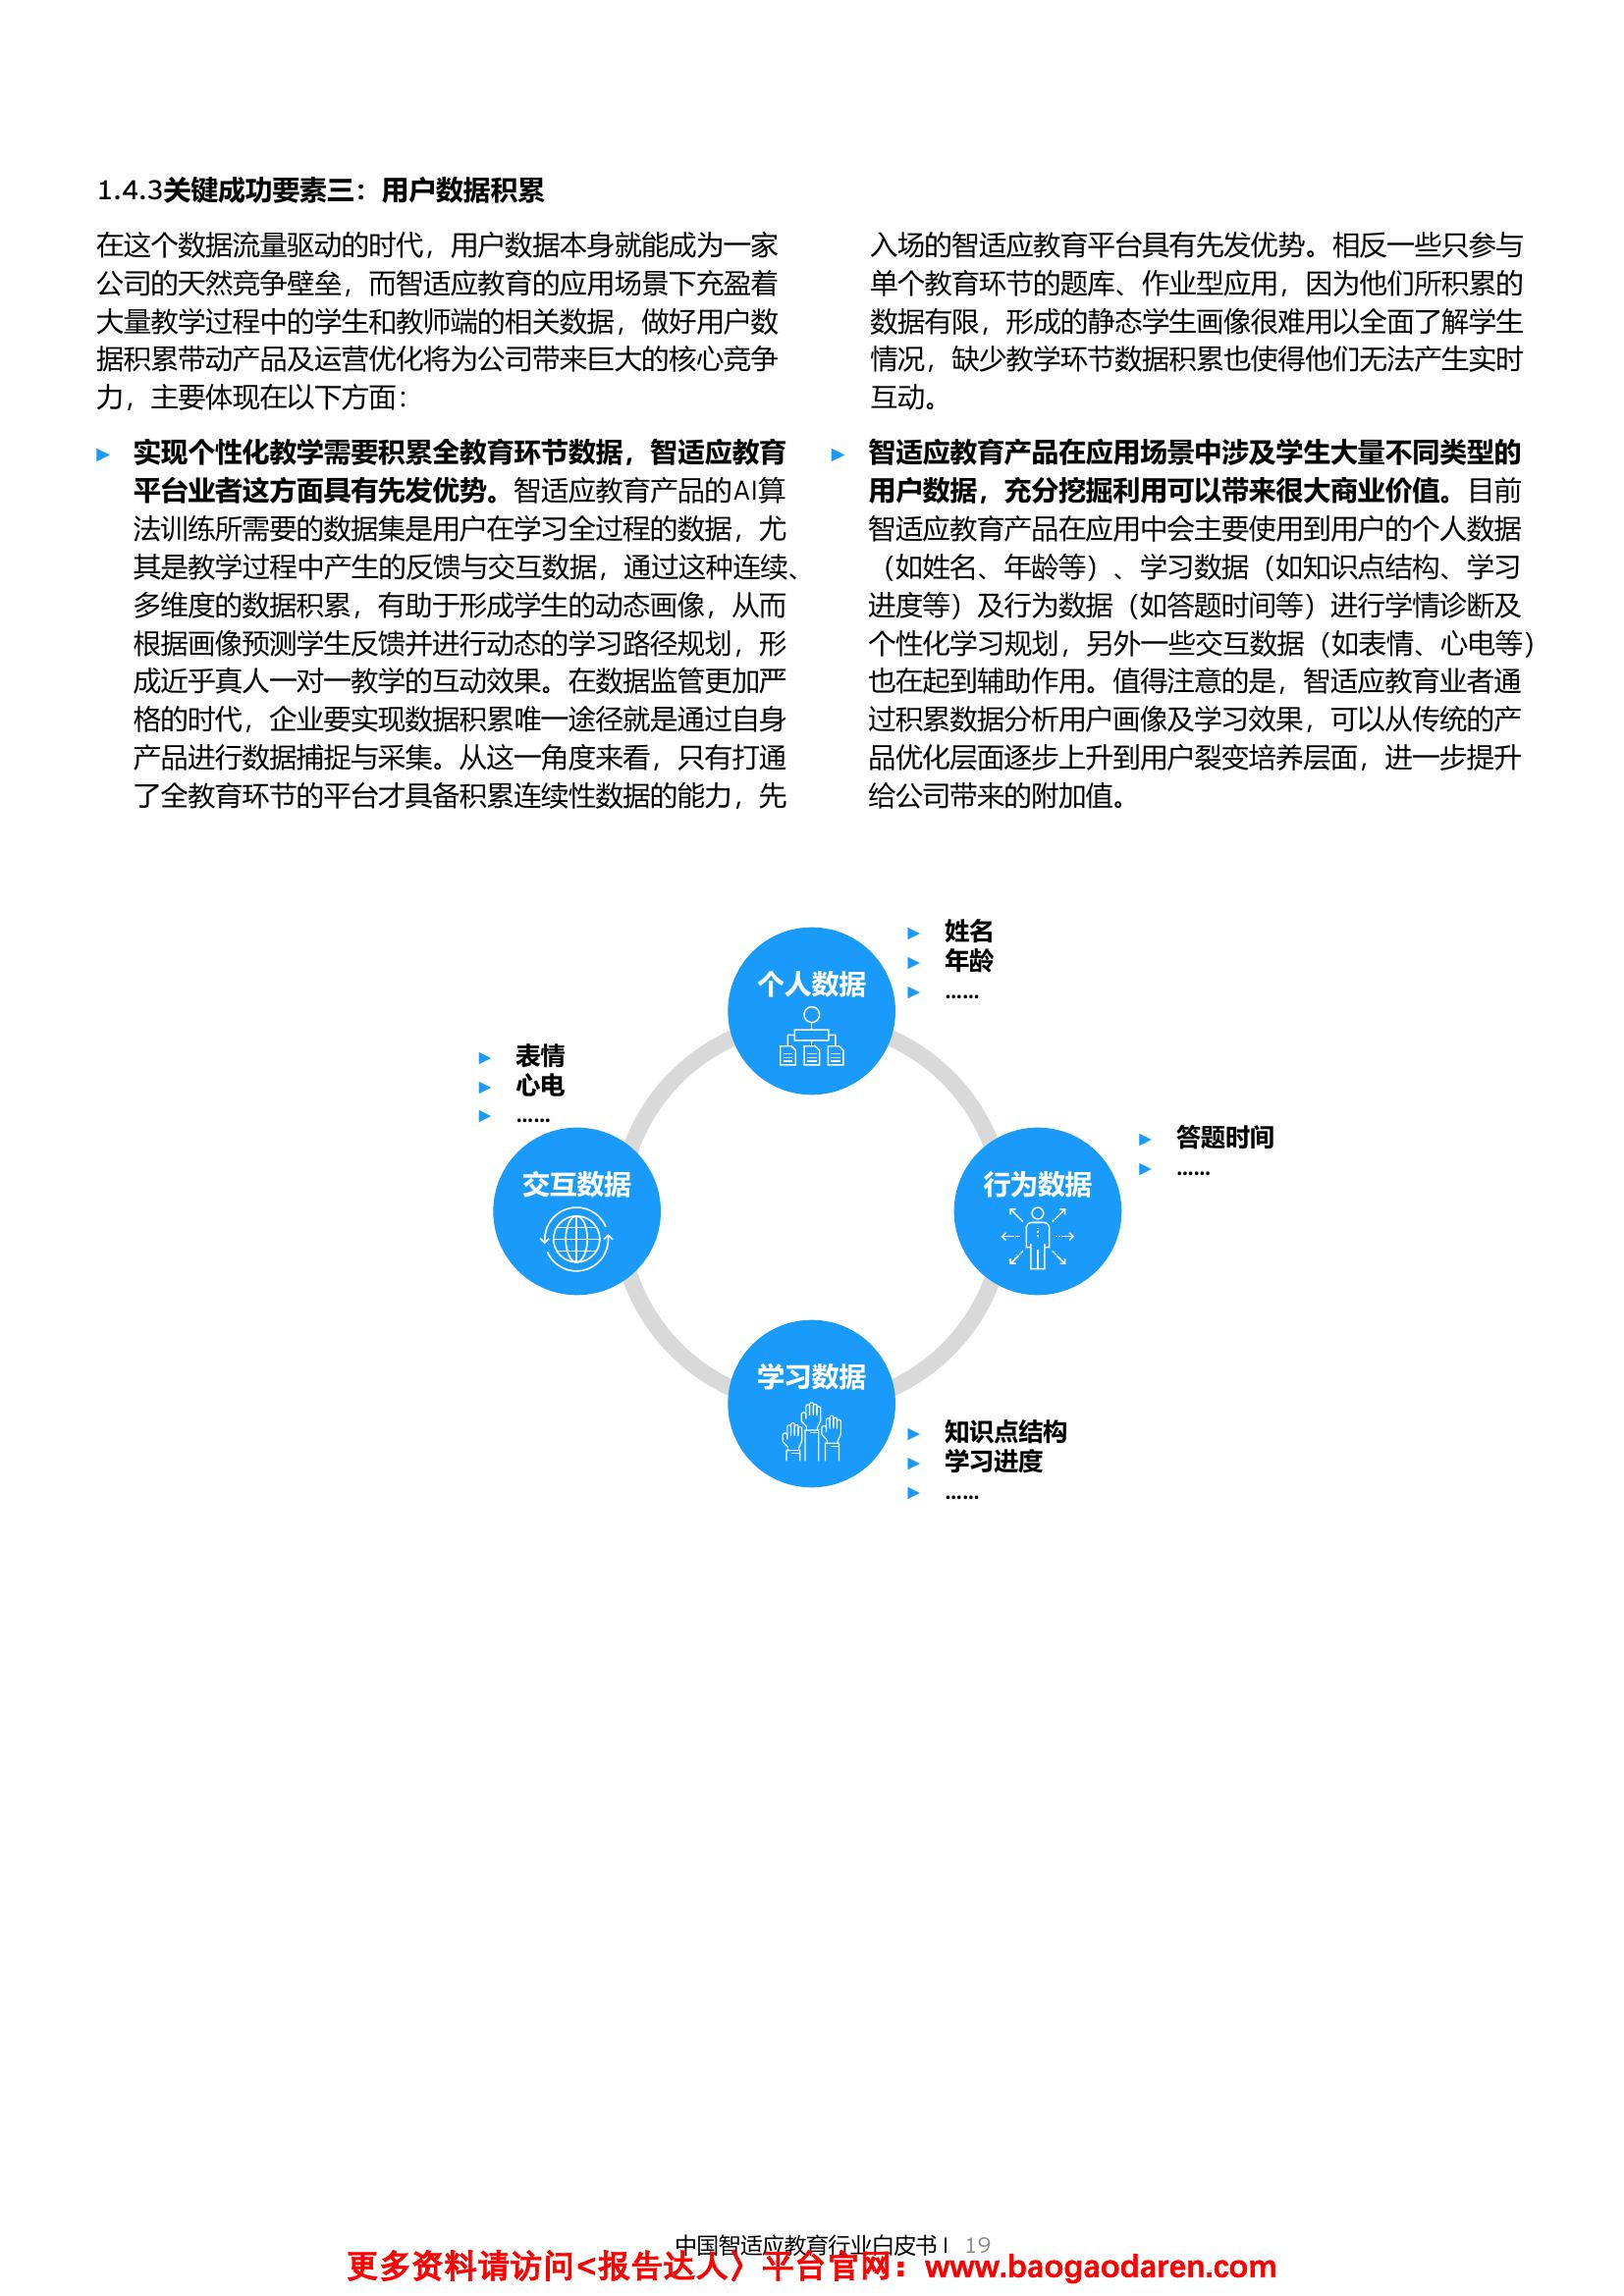 1.4.3关键成功要素三：用户数据积累
在这个数据流量驱动的时代，用户数据本身就能成为一家
公司的天然竞争壁垒，而智适应教育的应用场景下充盈着
大量教学过程中的学生和教师端的相关数据，做好用户数
据积累带动产品及运营优化将为公司带来巨大的核心竞争
力，主要体现在以下方面：
► 实现个性化教学需要积累全教育环节数据，智适应教育
平台业者这方面具有先发优势。智适应教育产品的AI算
法训练所需要的数据集是用户在学习全过程的数据，尤
其是教学过程中产生的反馈与交互数据，通过这种连续、
多维度的数据积累，有助于形成学生的动态画像，从而
根据画像预测学生反馈并进行动态的学习路径规划，形
成近乎真人一对一教学的互动效果。在数据监管更加严
格的时代，企业要实现数据积累唯一途径就是通过自身
产品进行数据捕捉与采集。从这一角度来看，只有打通
了全教育环节的平台才具备积累连续性数据的能力，先
入场的智适应教育平台具有先发优势。相反一些只参与
单个教育环节的题库、作业型应用，因为他们所积累的
数据有限，形成的静态学生画像很难用以全面了解学生
情况，缺少教学环节数据积累也使得他们无法产生实时
互动。
► 智适应教育产品在应用场景中涉及学生大量不同类型的
用户数据，充分挖掘利用可以带来很大商业价值。目前
智适应教育产品在应用中会主要使用到用户的个人数据
（如姓名、年龄等）、学习数据（如知识点结构、学习
进度等）及行为数据（如答题时间等）进行学情诊断及
个性化学习规划，另外一些交互数据（如表情、心电等）
也在起到辅助作用。值得注意的是，智适应教育业者通
过积累数据分析用户画像及学习效果，可以从传统的产
品优化层面逐步上升到用户裂变培养层面，进一步提升
给公司带来的附加值。
个人数据
► 姓名
► 年龄
► ……
► 表情
► 心电
► ……
交互数据
行为数据
► 答题时间
► ……
学习数据
► 知识点结构
► 学习进度
► ……
中国智适应教育行业白皮书 I 19
更多资料请访问<报告达人〉平台官网：www.baogaodaren.com